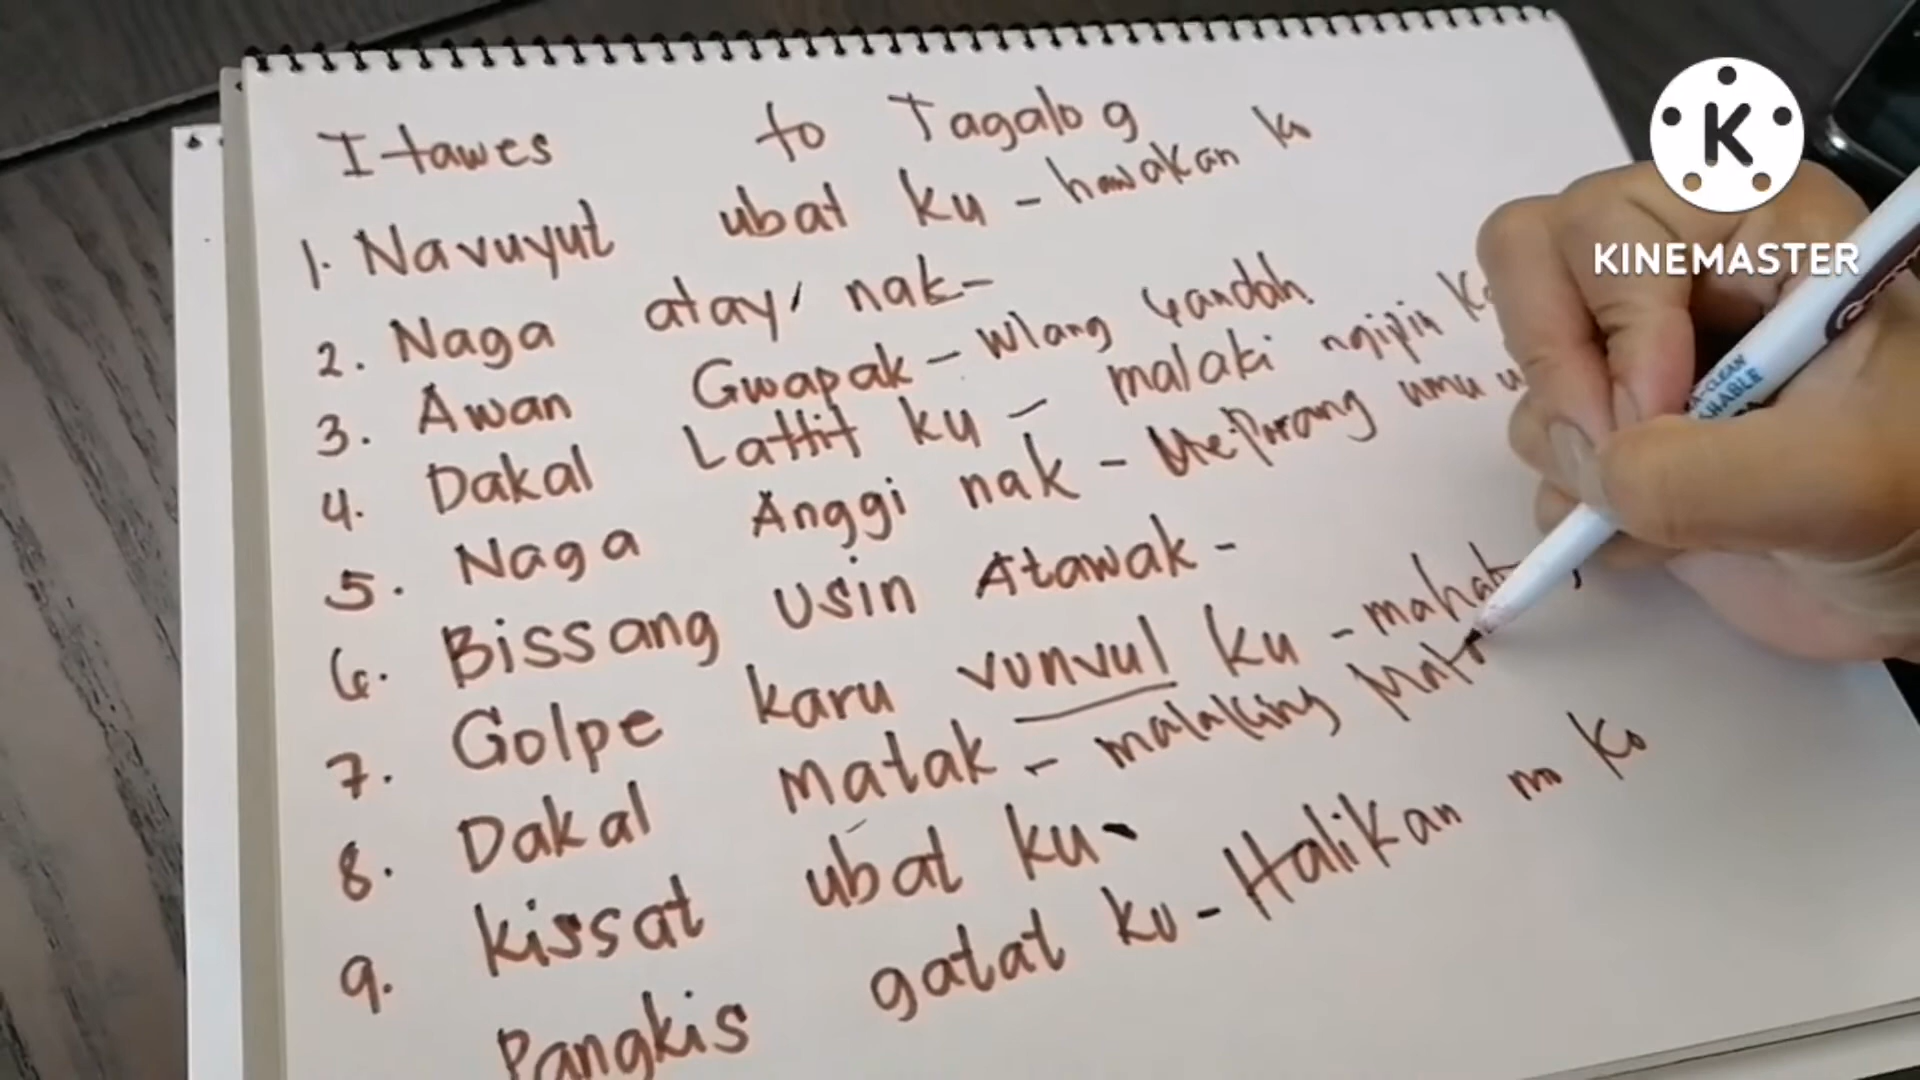 Itawes to Tagalog
1. Navuyut ubat ku - hawakan ko
2. Naga atay, nak-
3. Awan Gwapak - wlang
4. Dakal Lattit ku - malaki ngipin
5. Naga Anggi nak -
6. Bissang usin Atawak -
7. Golpe karu vunvul ku -
8. Dakal matak - malaking
9. kissat ubat ku-
Pangkis gatat ku - Halikan mo ko
K
KINEMASTER